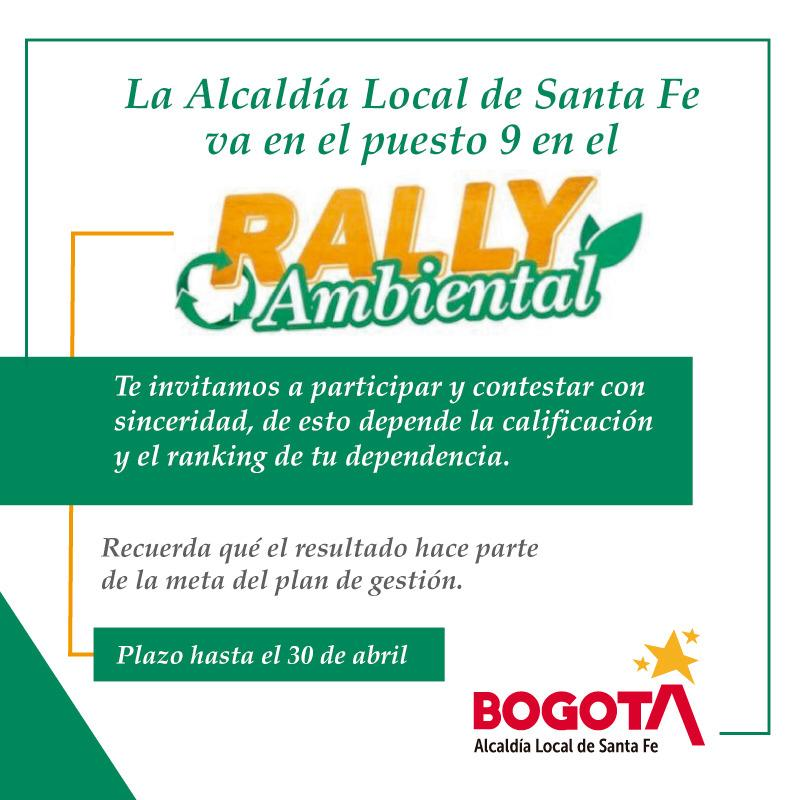 La Alcaldía Local de Santa Fe
va en el puesto 9 en el
RALLY
Ambiental
Te invitamos a participar y contestar con
sinceridad, de esto depende la calificación
y el ranking de tu dependencia.
Recuerda qué el resultado hace parte
de la meta del plan de gestión.
Plazo hasta el 30 de abril
BOGOTÁ
Alcaldía Local de Santa Fe